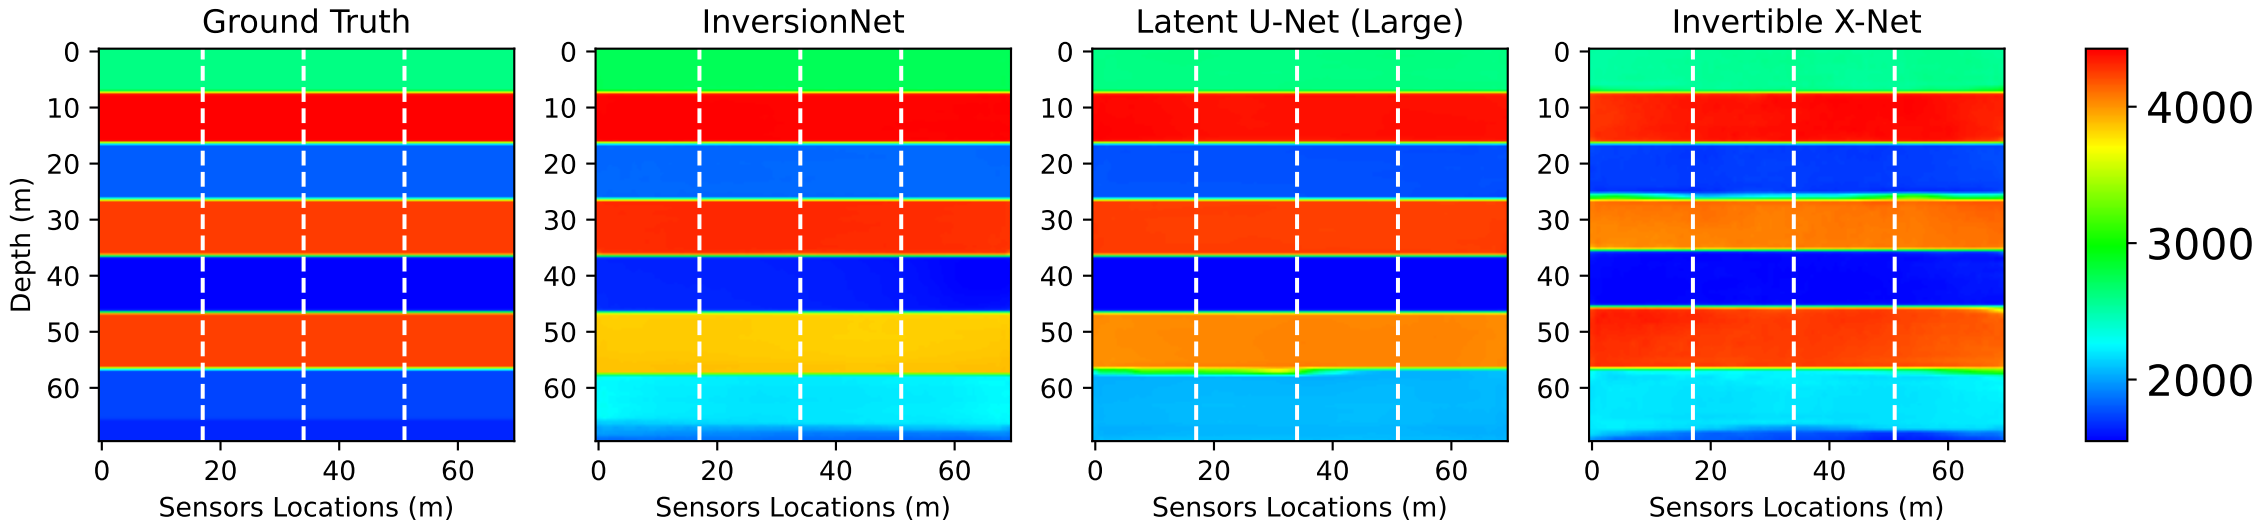 Ground Truth
InversionNet
Latent U-Net (Large)
Invertible X-Net
Depth (m)
0
10
20
30
40
50
60
0
10
20
30
40
50
60
0
10
20
30
40
50
60
0
10
20
30
40
50
60
4000
3000
2000
0 20 40 60
0 20 40 60
0 20 40 60
0 20 40 60
Sensors Locations (m)
Sensors Locations (m)
Sensors Locations (m)
Sensors Locations (m)